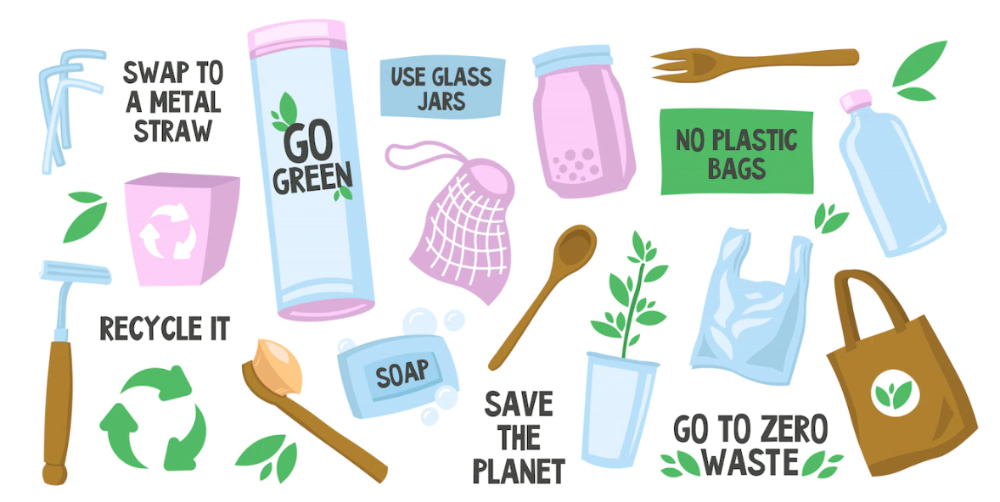 SWAP TO
A METAL
STRAW
GO
GREEN
USE GLASS
JARS
NO PLASTIC
BAGS
RECYCLE IT
SOAP
SAVE
THE
PLANET
GO TO ZERO
WASTE